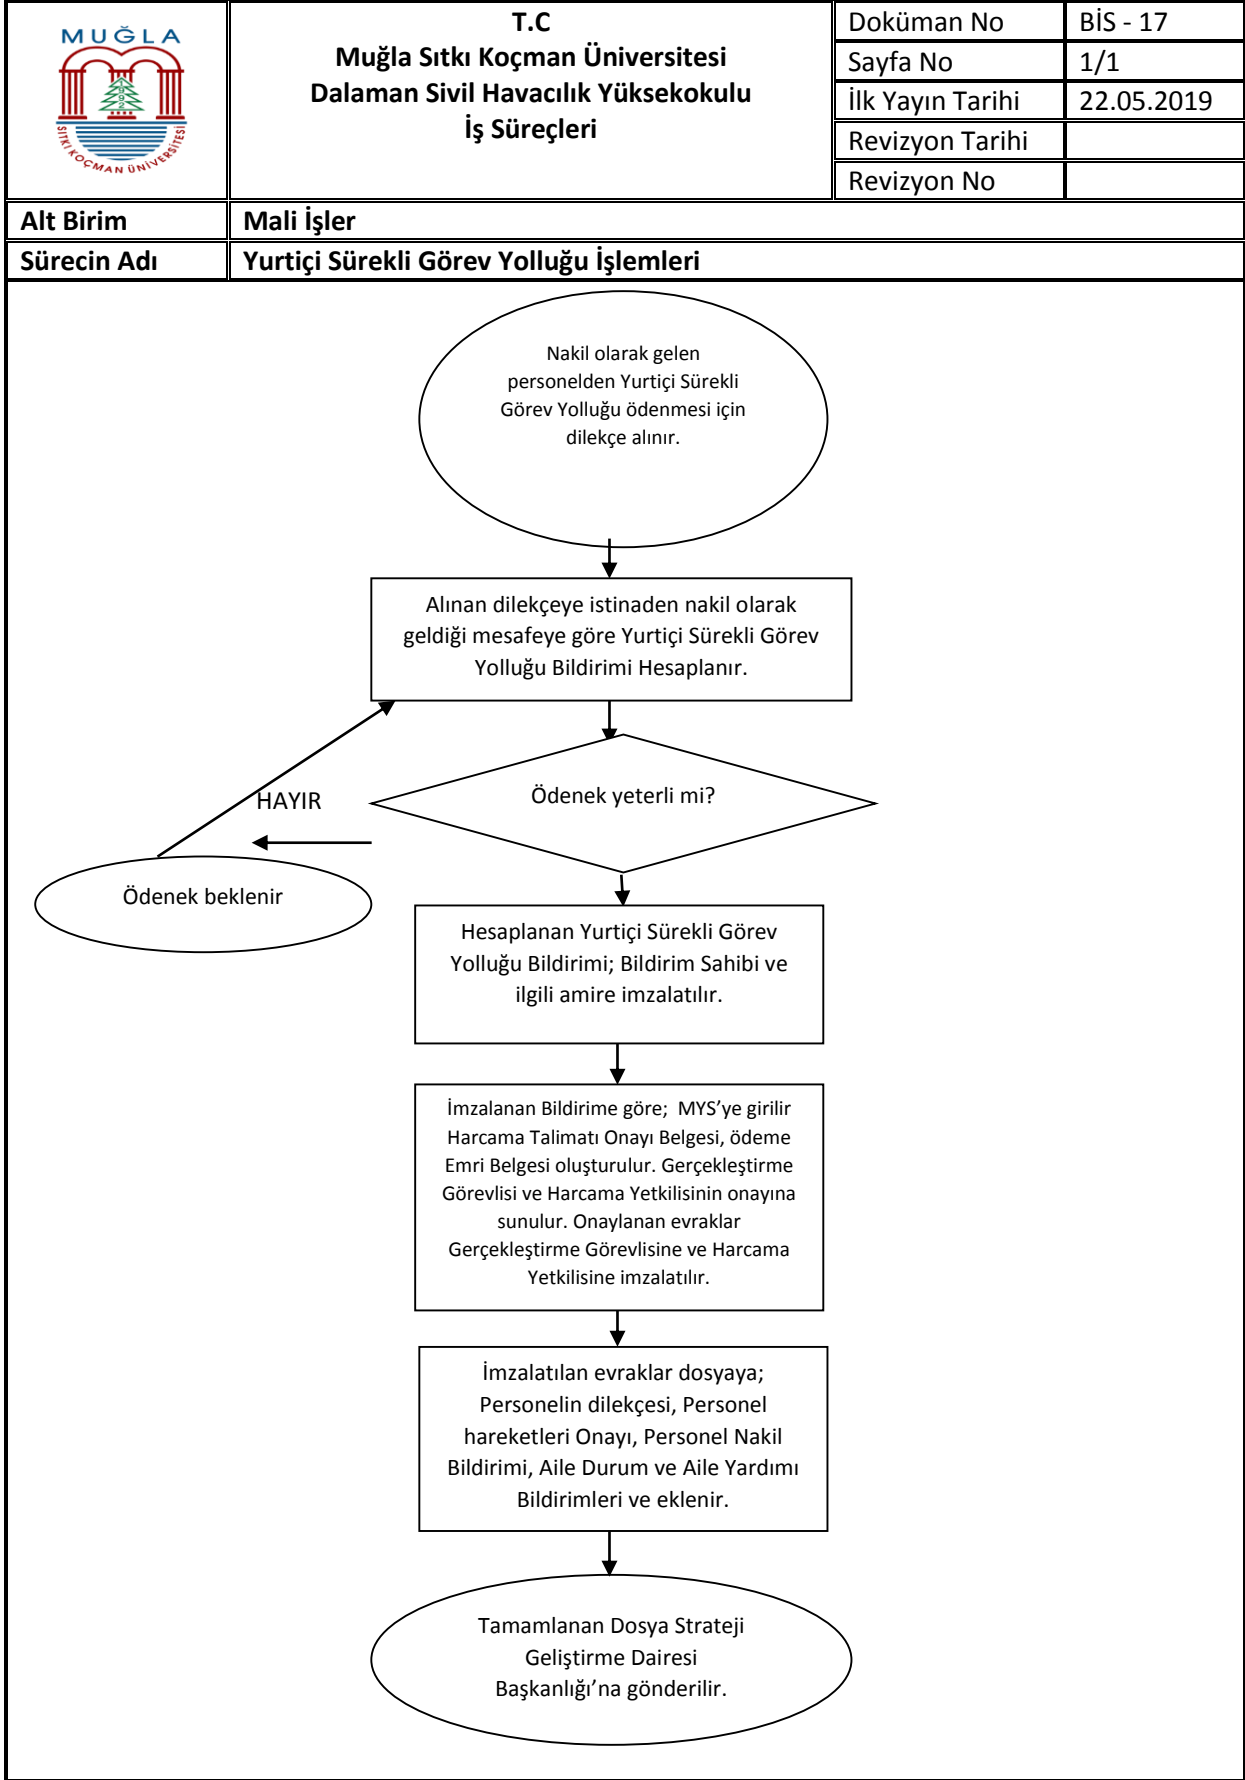 MUĞLA
1992
SITKI KOÇMAN ÜNİVERSİTESİ
T.C
Muğla Sıtkı Koçman Üniversitesi
Dalaman Sivil Havacılık Yüksekokulu
İş Süreçleri
Doküman No BİS - 17
Sayfa No 1/1
İlk Yayın Tarihi 22.05.2019
Revizyon Tarihi
Revizyon No
Alt Birim Mali İşler
Sürecin Adı Yurtiçi Sürekli Görev Yolluğu İşlemleri
Nakil olarak gelen
personelden Yurtiçi Sürekli
Görev Yolluğu ödenmesi için
dilekçe alınır.
Alınan dilekçeye istinaden nakil olarak
geldiği mesafeye göre Yurtiçi Sürekli Görev
Yolluğu Bildirimi Hesaplanır.
Ödenek yeterli mi?
HAYIR
Ödenek beklenir
Hesaplanan Yurtiçi Sürekli Görev
Yolluğu Bildirimi; Bildirim Sahibi ve
ilgili amire imzalatılır.
İmzalanan Bildirime göre;  MYS’ye girilir
Harcama Talimatı Onayı Belgesi, ödeme
Emri Belgesi oluşturulur. Gerçekleştirme
Görevlisi ve Harcama Yetkilisinin onayına
sunulur. Onaylanan evraklar
Gerçekleştirme Görevlisine ve Harcama
Yetkilisine imzalatılır.
İmzalatılan evraklar dosyaya;
Personelin dilekçesi, Personel
hareketleri Onayı, Personel Nakil
Bildirimi, Aile Durum ve Aile Yardımı
Bildirimleri ve eklenir.
Tamamlanan Dosya Strateji
Geliştirme Dairesi
Başkanlığı’na gönderilir.